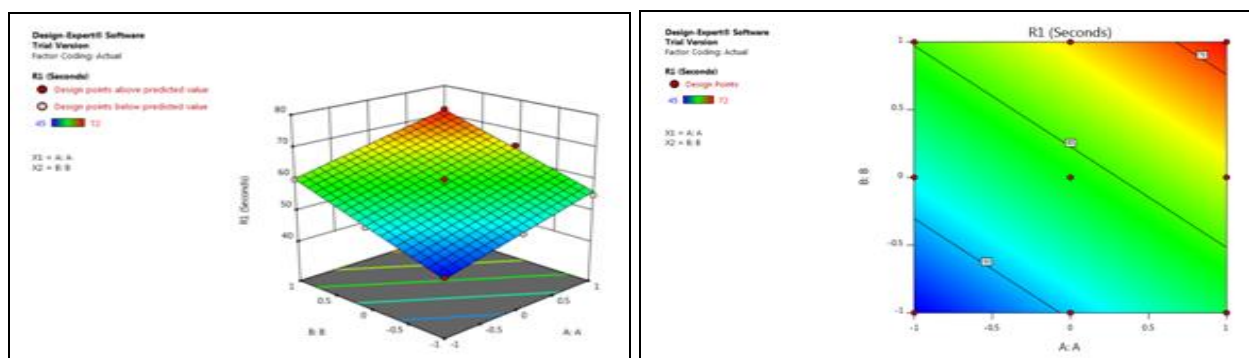 Design-Expert® Software
Trial Version
Factor Coding: Actual
R1 (Seconds)
Design points above predicted value
Design points below predicted value
45 72
X1 = A: A
X2 = B: B
80
70
60
50
40
R1 (Seconds)
1
0.5
0
-0.5
-1
B: B
1
0.5
0
-0.5
-1
A: A
Design-Expert® Software
Trial Version
Factor Coding: Actual
R1 (Seconds)
Design Points
45 72
X1 = A: A
X2 = B: B
R1 (Seconds)
1
0.5
0
-0.5
-1
B: B
-1
-0.5
0
0.5
1
A: A